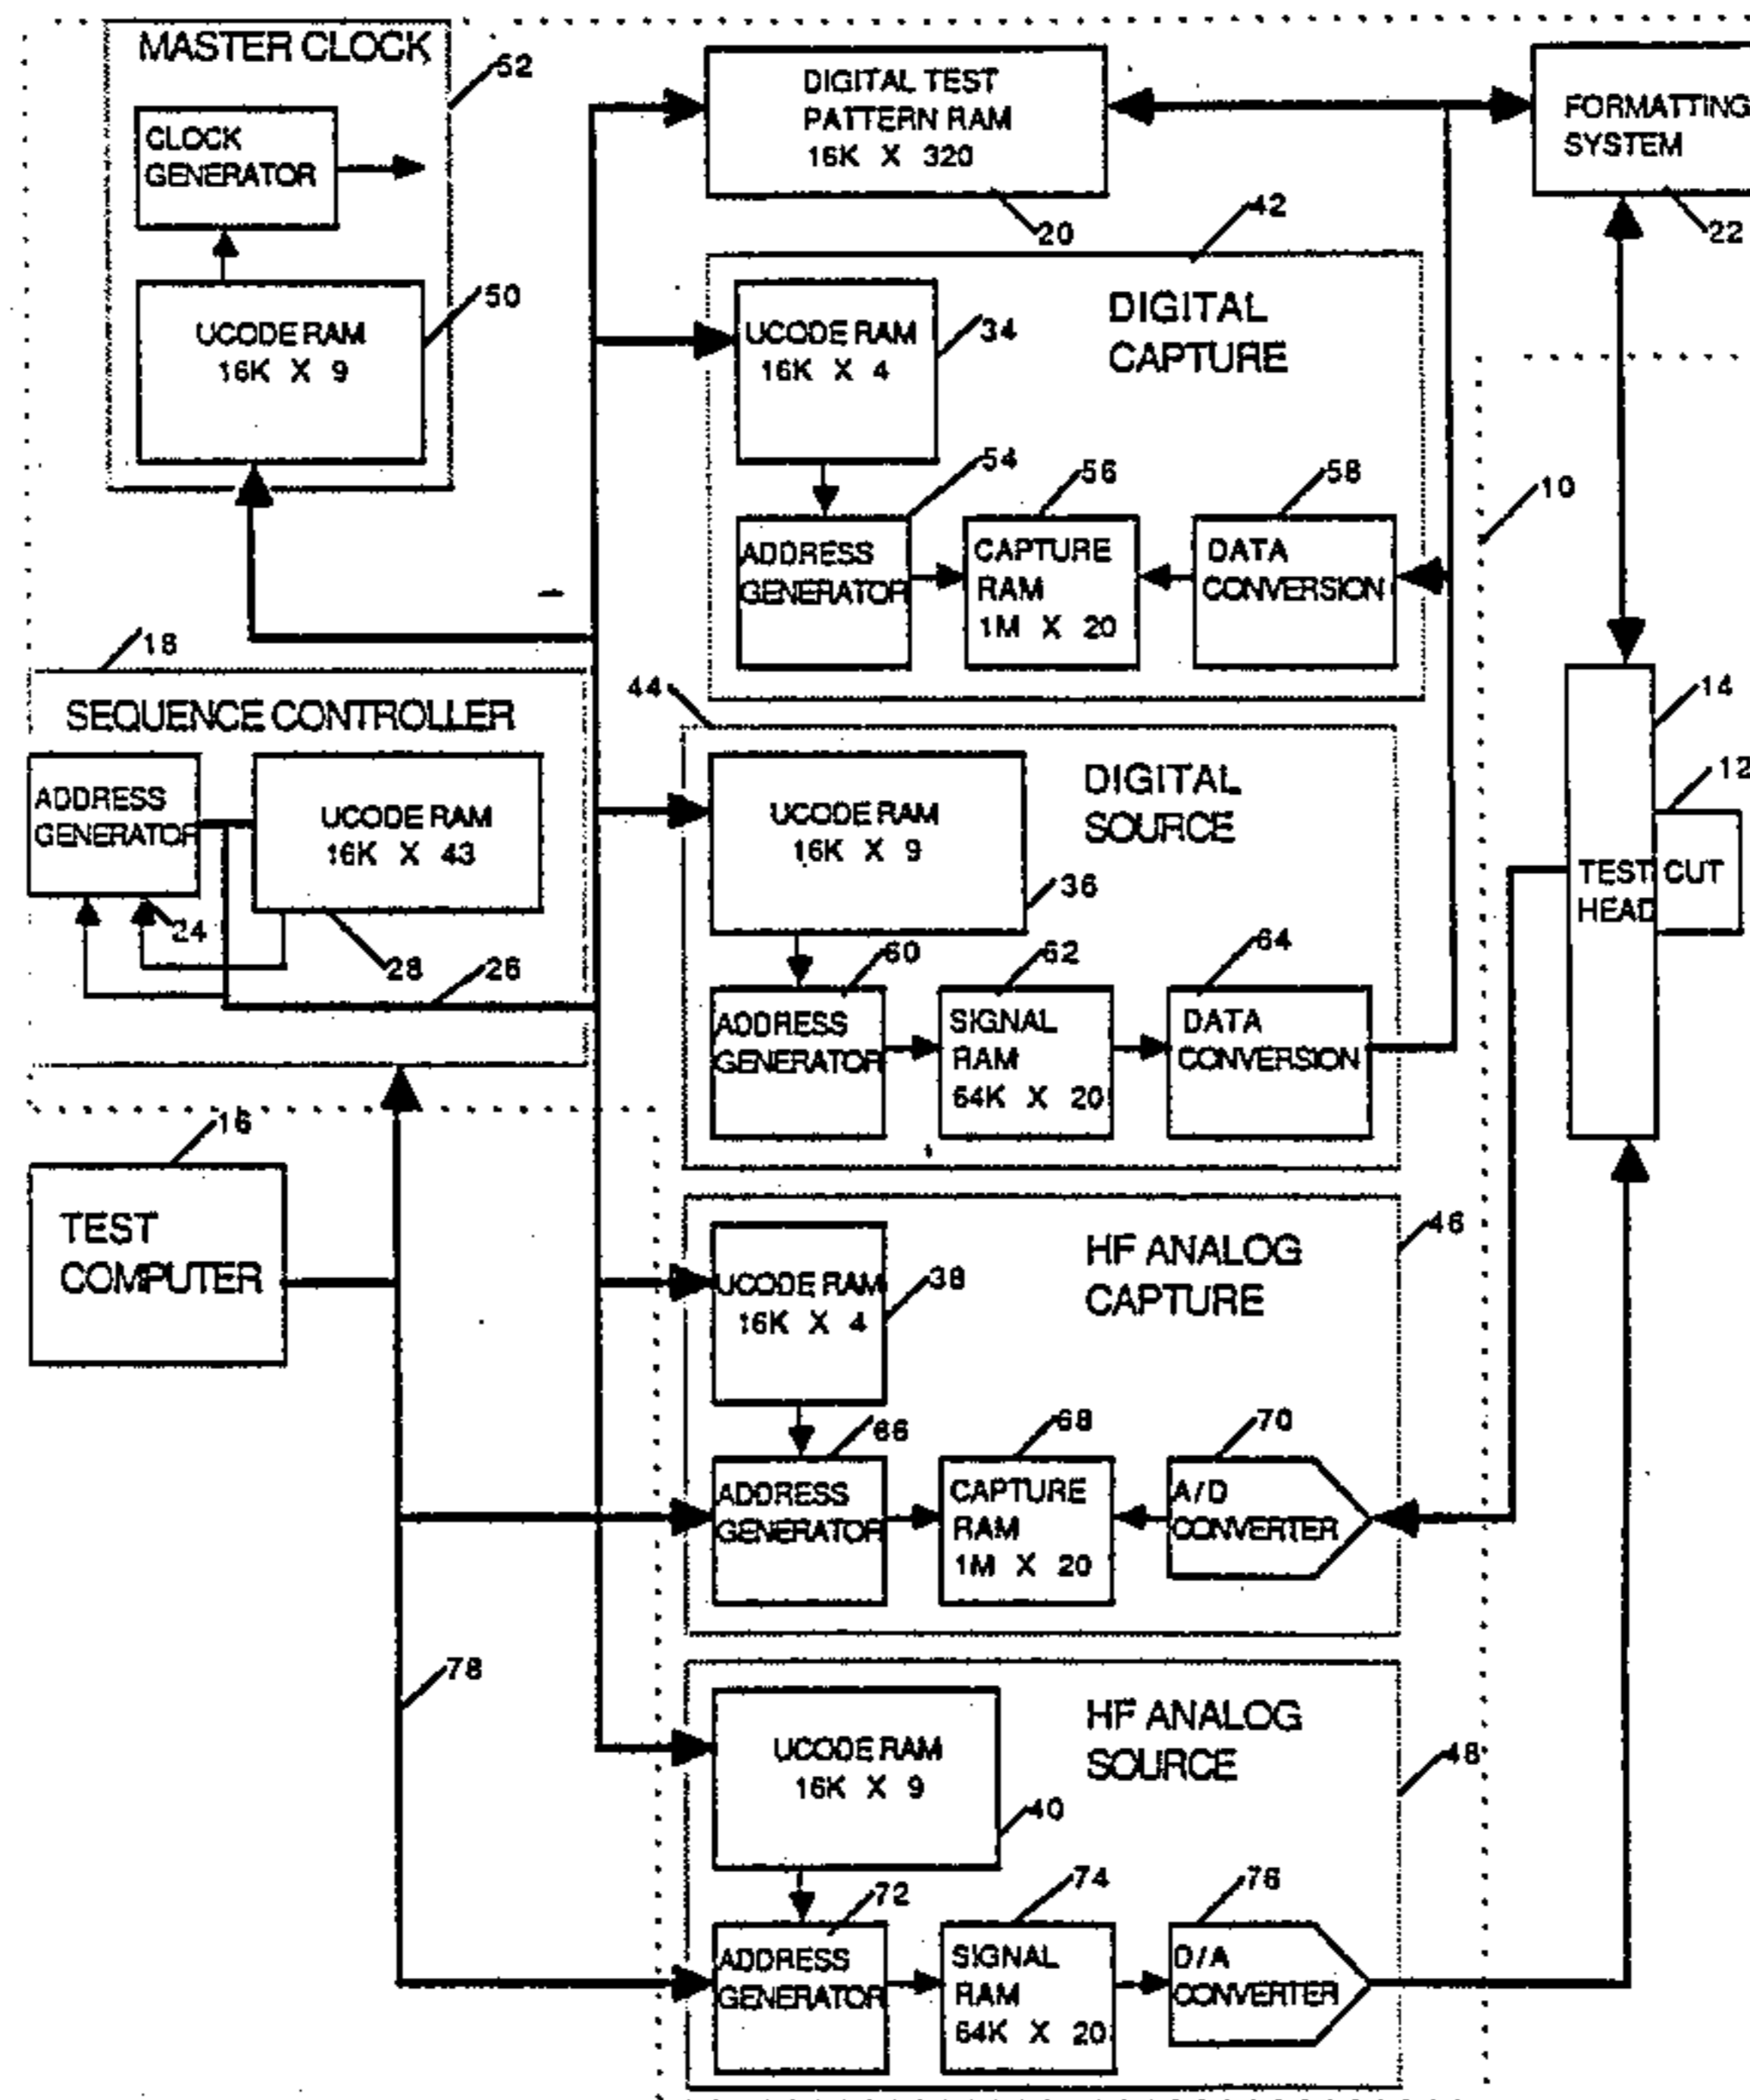 MASTER CLOCK
52
CLOCK
GENERATOR
UCODE RAM
16K X 9
50
DIGITAL TEST
PATTERN RAM
16K X 320
20
FORMATTING
SYSTEM
22
42
DIGITAL
CAPTURE
UCODE RAM
16K X 4
34
54
ADDRESS
GENERATOR
56
CAPTURE
RAM
1M X 20
58
DATA
CONVERSION
10
18
SEQUENCE CONTROLLER
ADDRESS
GENERATOR
24
UCODE RAM
16K X 43
28
26
44
DIGITAL
SOURCE
UCODE RAM
16K X 9
36
60
ADDRESS
GENERATOR
62
SIGNAL
RAM
64K X 20
64
DATA
CONVERSION
14
12
TEST
HEAD
CUT
16
TEST
COMPUTER
46
HF ANALOG
CAPTURE
UCODE RAM
16K X 4
38
66
ADDRESS
GENERATOR
68
CAPTURE
RAM
1M X 20
70
A/D
CONVERTER
78
HF ANALOG
SOURCE
48
UCODE RAM
16K X 9
40
72
ADDRESS
GENERATOR
74
SIGNAL
RAM
64K X 20
76
D/A
CONVERTER